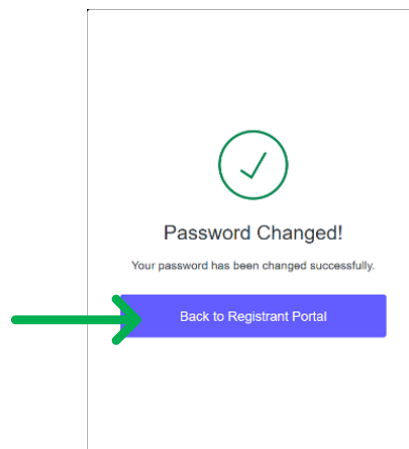 Password Changed!
Your password has been changed successfully.
Back to Registrant Portal